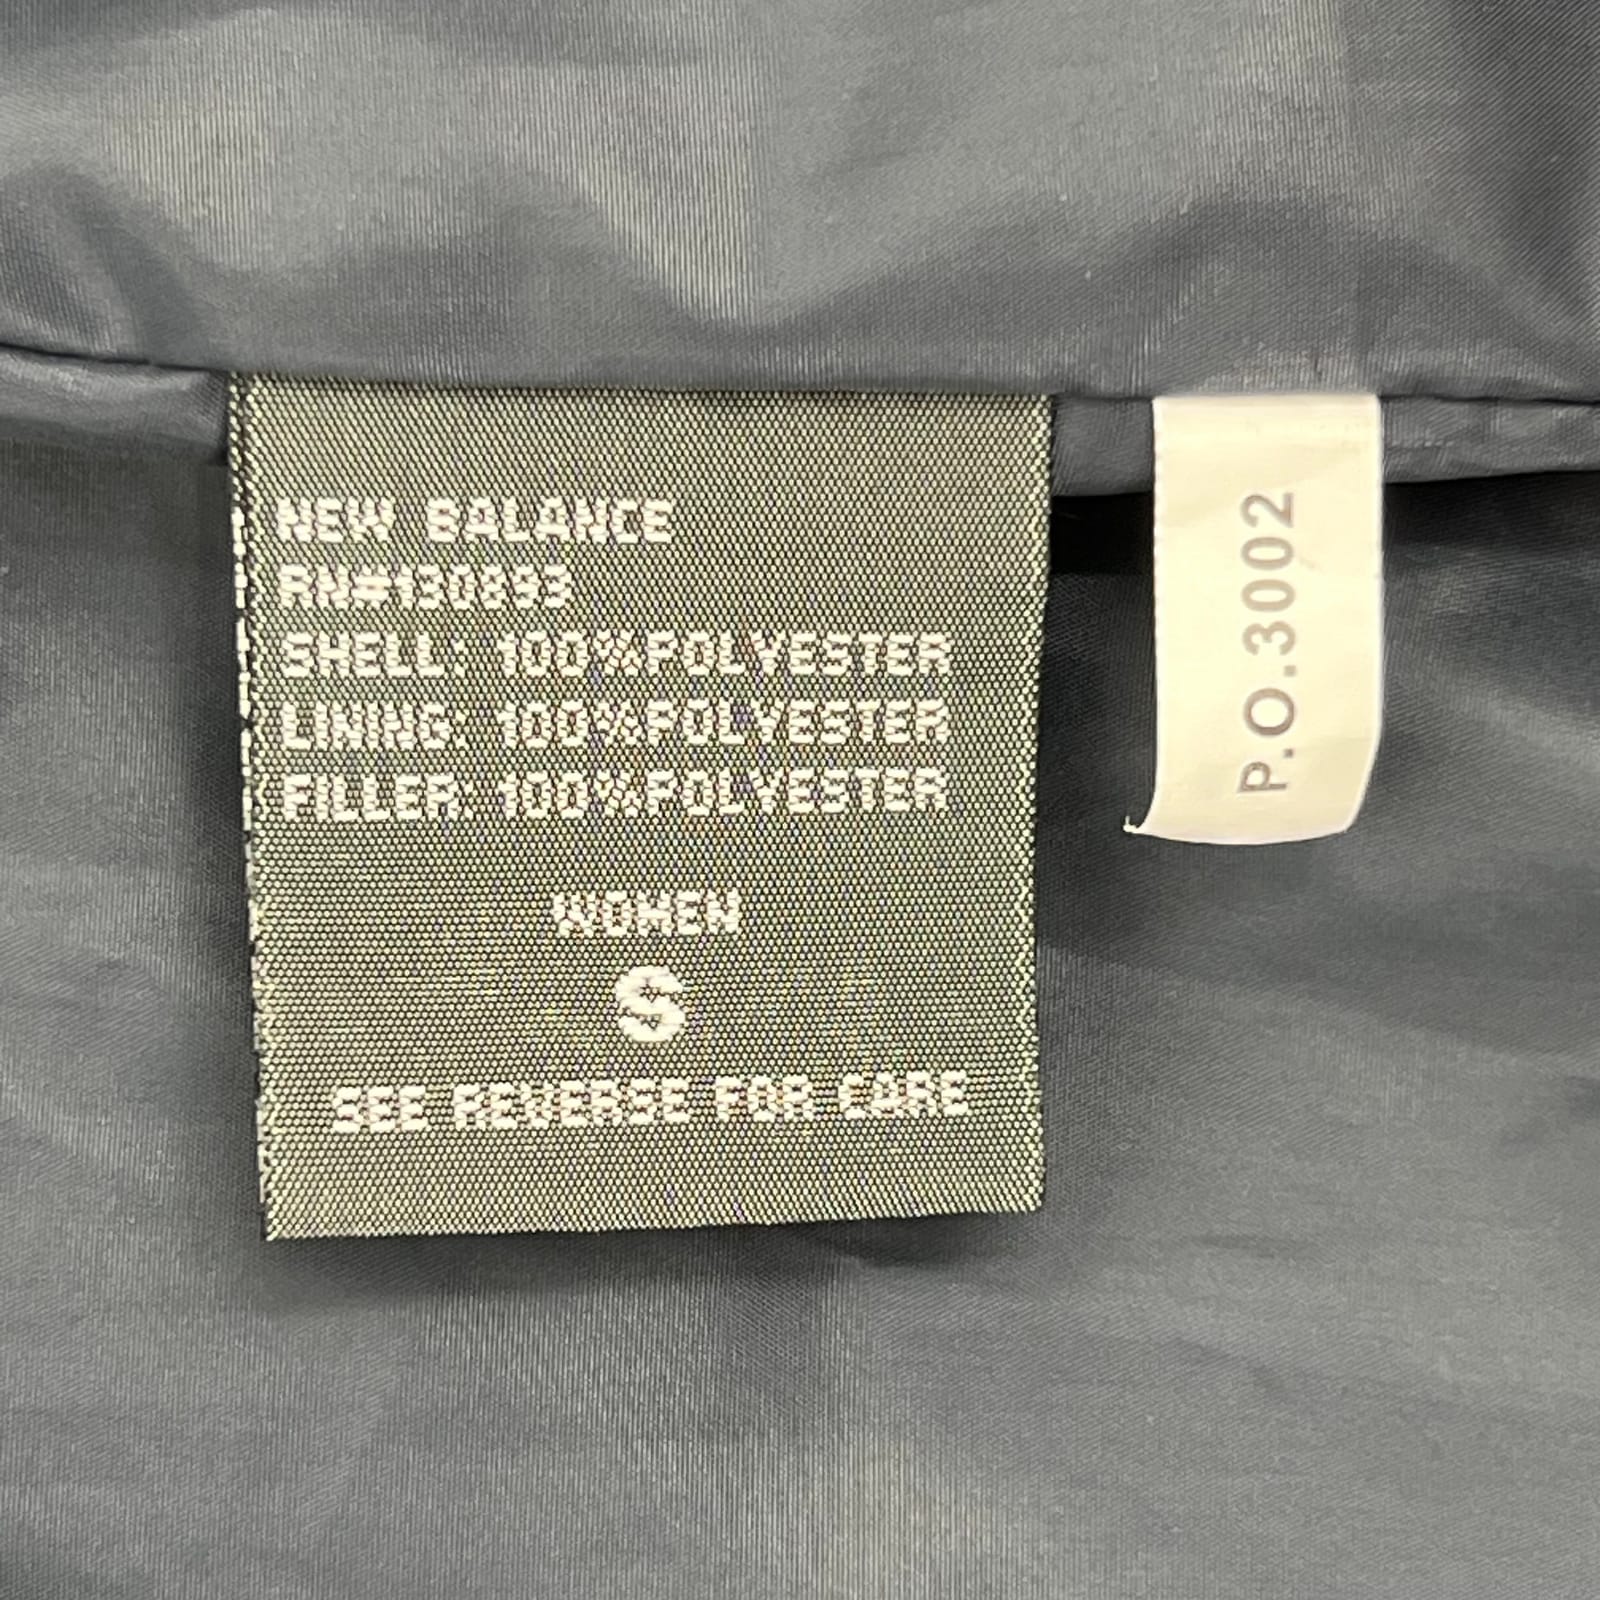 NEW BALANCE
RN#130893
SHELL: 100%POLYESTER
LINING: 100%POLYESTER
FILLER: 100%POLYESTER
WOMEN
S
SEE REVERSE FOR CARE
P.O.3002